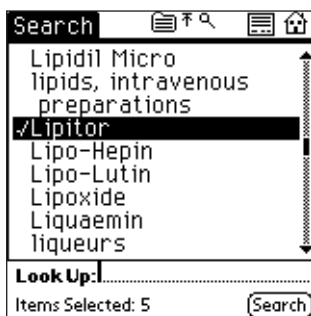 Search
Lipidil Micro
lipids, intravenous
preparations
✓Lipitor
Lipo-Hepin
Lipo-Lutin
Lipoxide
Liquaemin
liqueurs
Look Up:
Items Selected: 5 Search